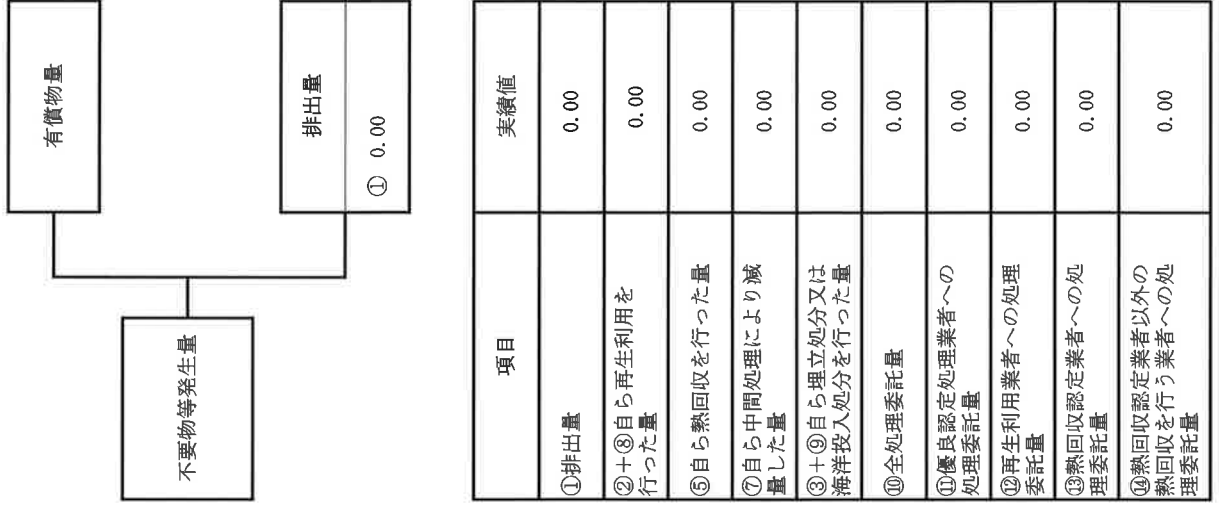 不要物等発生量
有償物量
排出量
① 0.00
項目
実績値
①排出量
0.00
②＋⑧自ら再生利用を
行った量
0.00
⑤自ら熱回収を行った量
0.00
⑦自ら中間処理により減
量した量
0.00
③＋⑨自ら埋立処分又は
海洋投入処分を行った量
0.00
⑩全処理委託量
0.00
⑪優良認定処理業者への
処理委託量
0.00
⑫再生利用業者への処理
委託量
0.00
⑬熱回収認定業者への処
理委託量
0.00
⑭熱回収認定業者以外の
熱回収を行う業者への処
理委託量
0.00